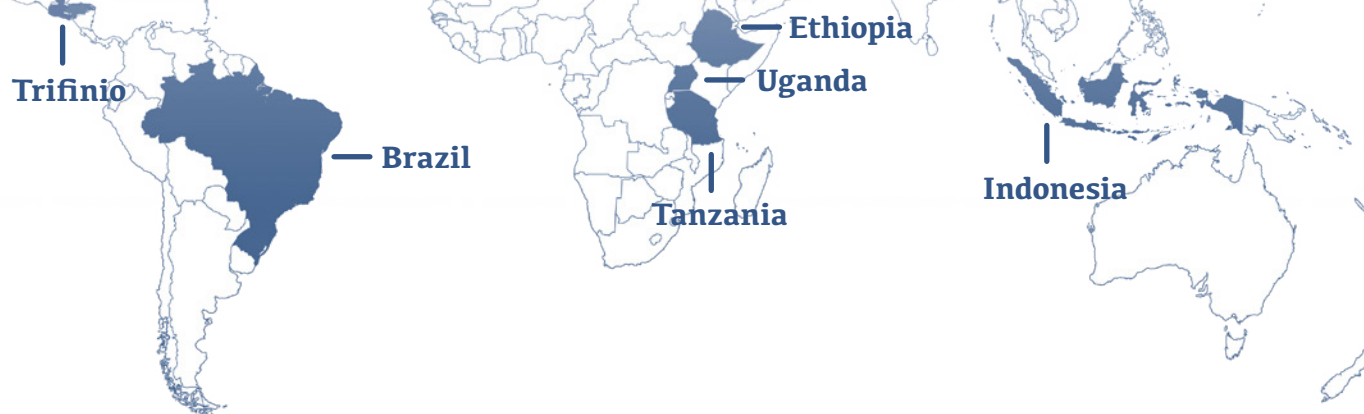 Ethiopia
Uganda
Trifinio
Brazil
Indonesia
Tanzania